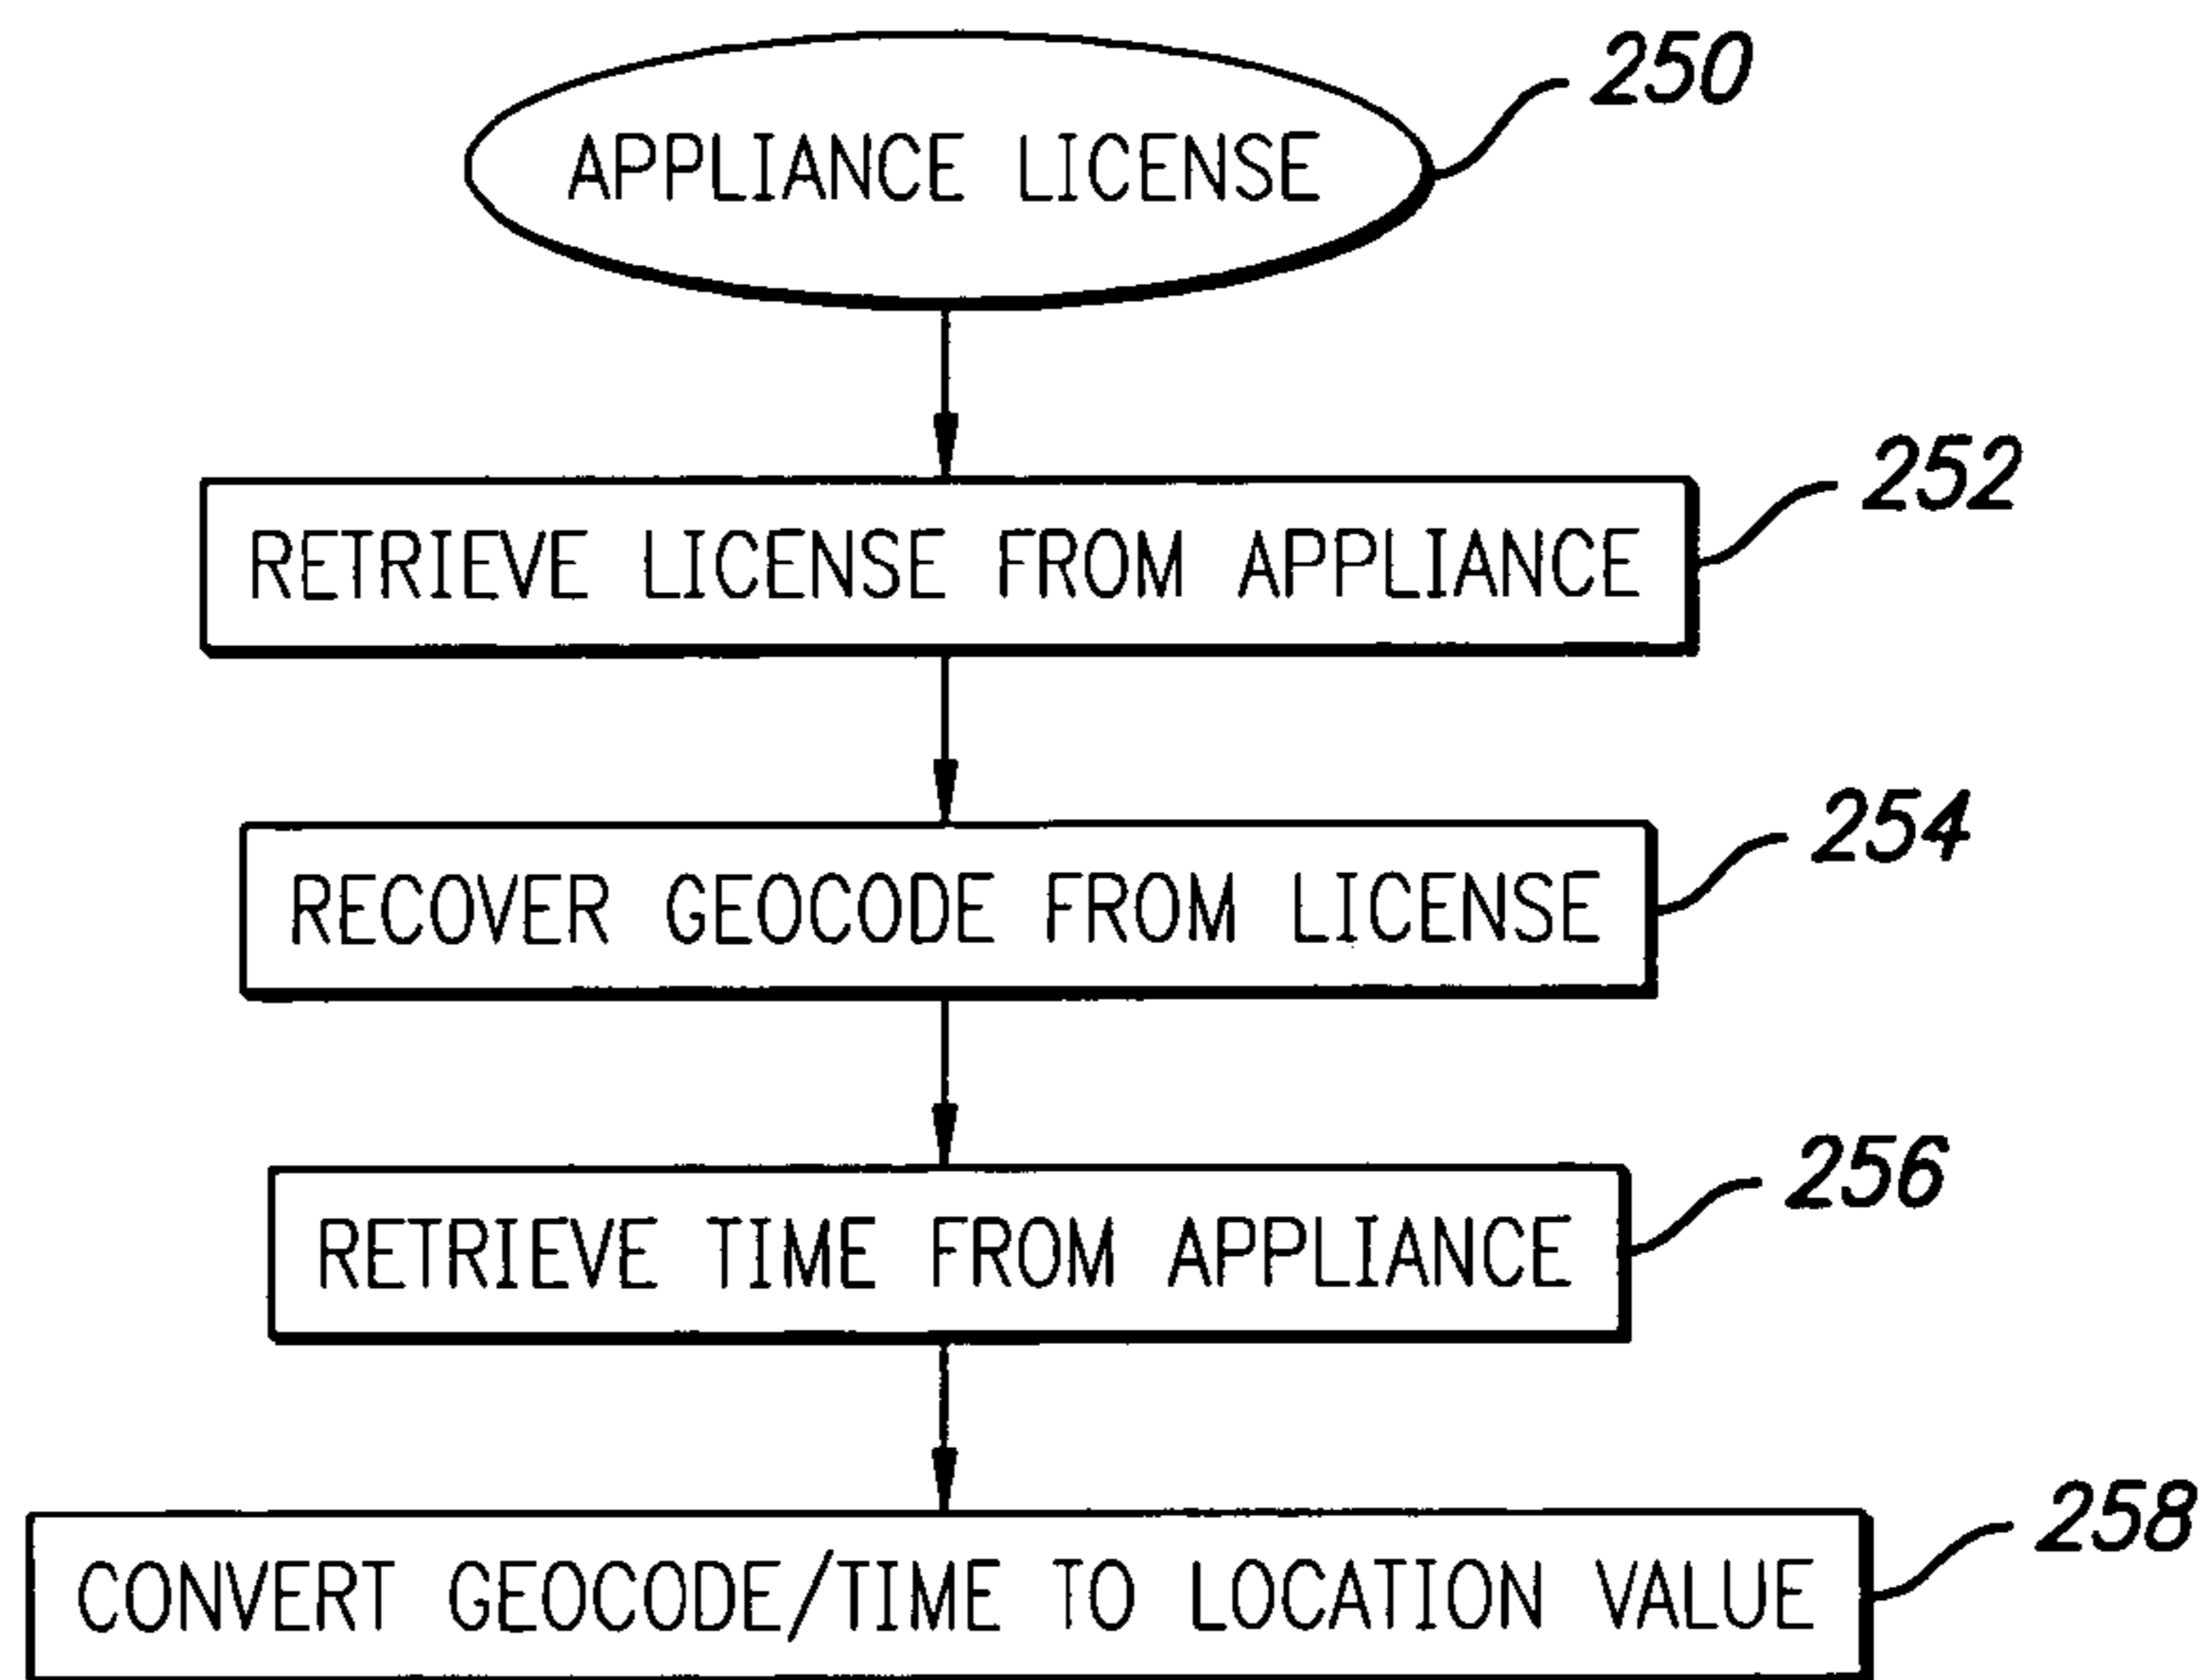 250
APPLIANCE LICENSE
252
RETRIEVE LICENSE FROM APPLIANCE
254
RECOVER GEOCODE FROM LICENSE
256
RETRIEVE TIME FROM APPLIANCE
258
CONVERT GEOCODE/TIME TO LOCATION VALUE